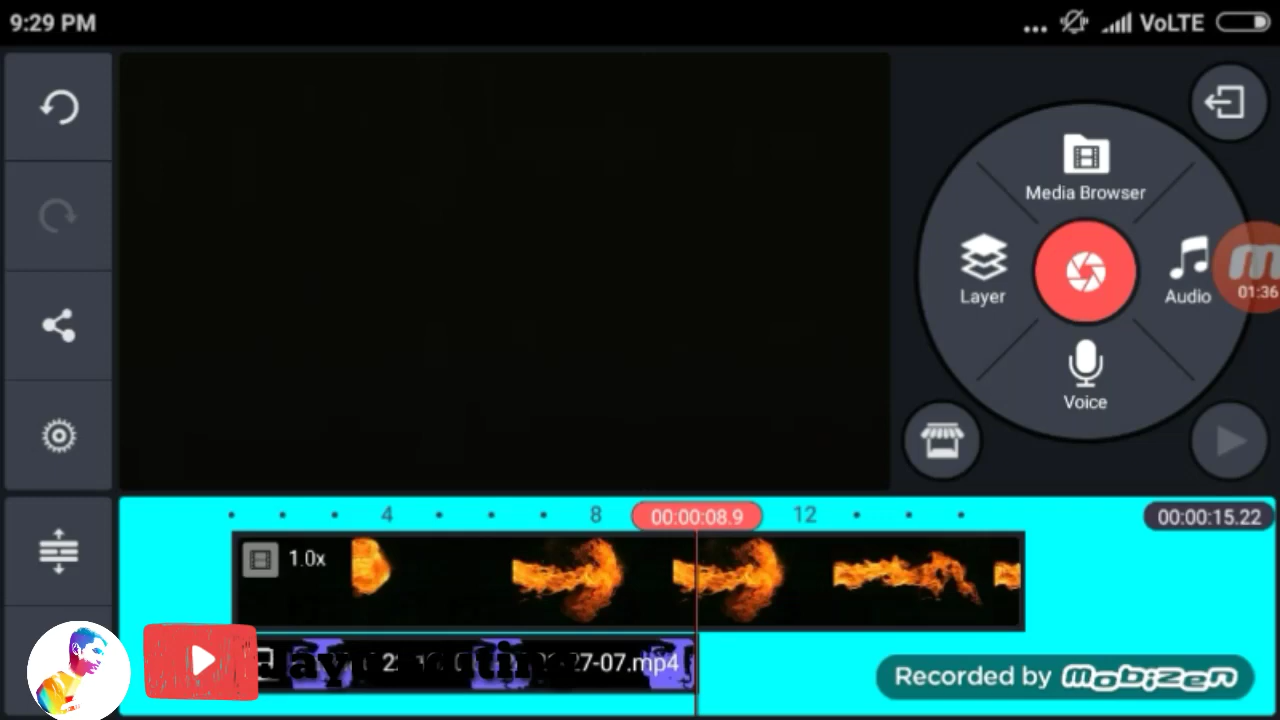 9:29 PM
... VoLTE
Media Browser
Layer
Audio
01:36
Voice
4
8
00:00:08.9
12
00:00:15.22
1.0x
27-07.mp4
Recorded by mobizen